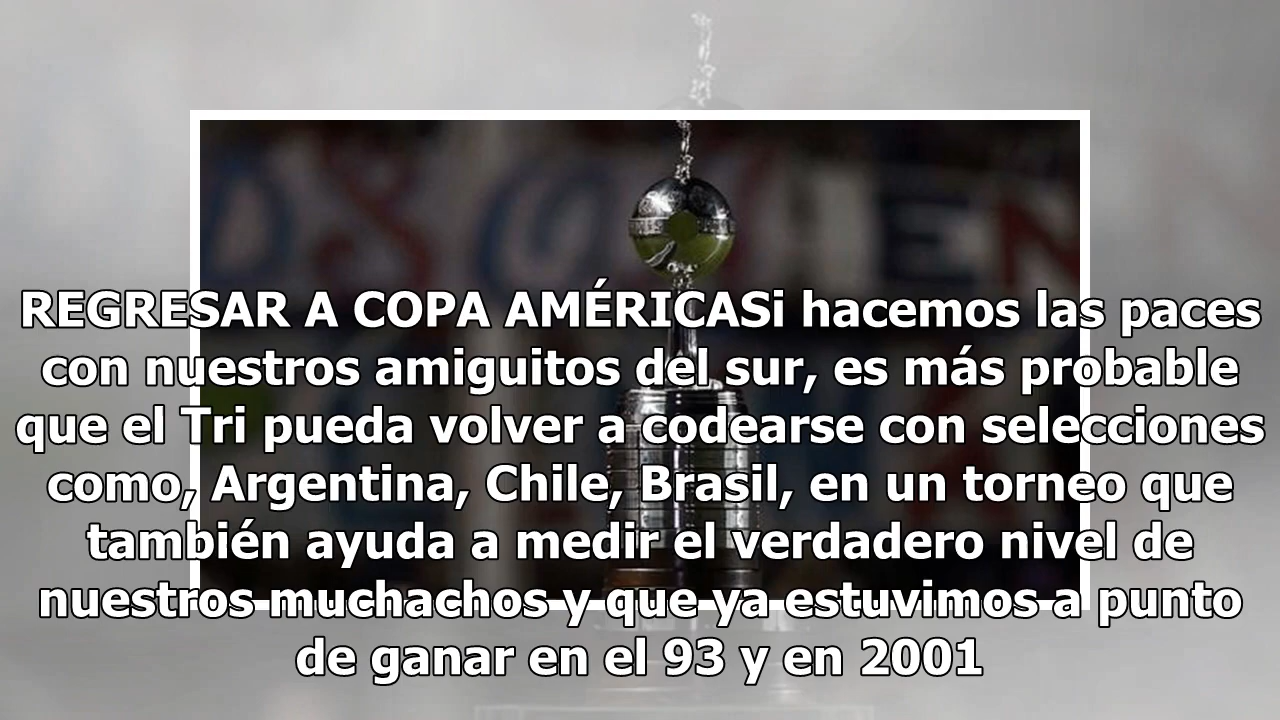 REGRESAR A COPA AMÉRICASi hacemos las paces
con nuestros amiguitos del sur, es más probable
que el Tri pueda volver a codearse con selecciones
como, Argentina, Chile, Brasil, en un torneo que
también ayuda a medir el verdadero nivel de
nuestros muchachos y que ya estuvimos a punto
de ganar en el 93 y en 2001